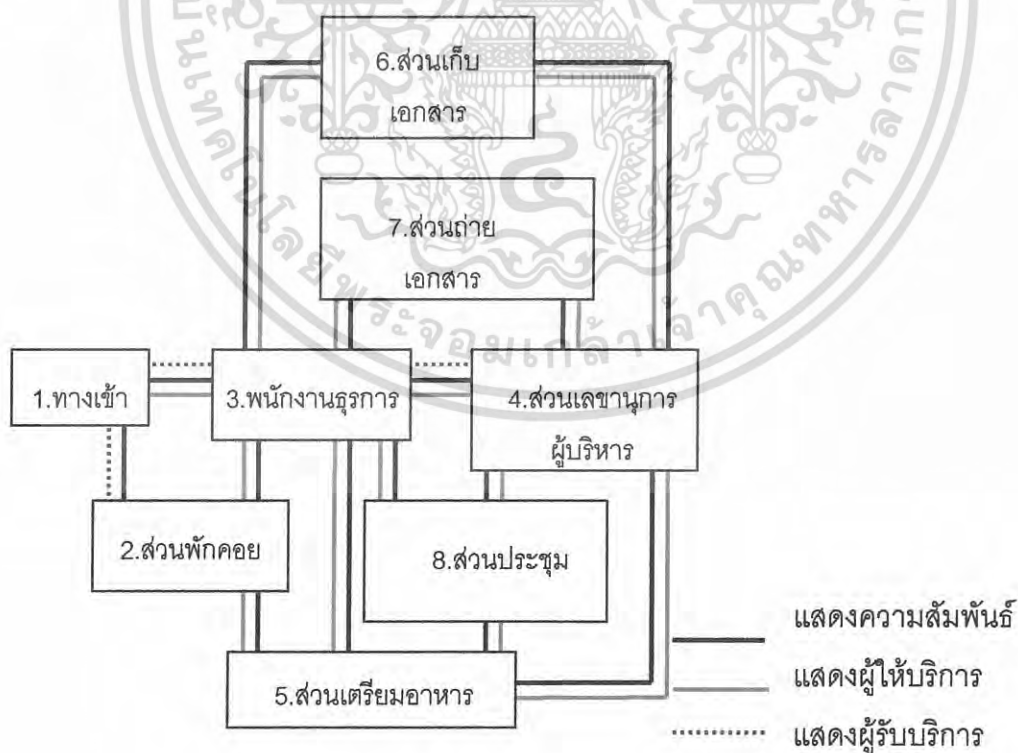 6.ส่วนเก็บ
เอกสาร
7.ส่วนถ่าย
เอกสาร
1.ทางเข้า
3.พนักงานธุรการ
4.ส่วนเลขานุการ
ผู้บริหาร
2.ส่วนพักคอย
8.ส่วนประชุม
5.ส่วนเตรียมอาหาร
แสดงความสัมพันธ์
แสดงผู้ให้บริการ
แสดงผู้รับบริการ